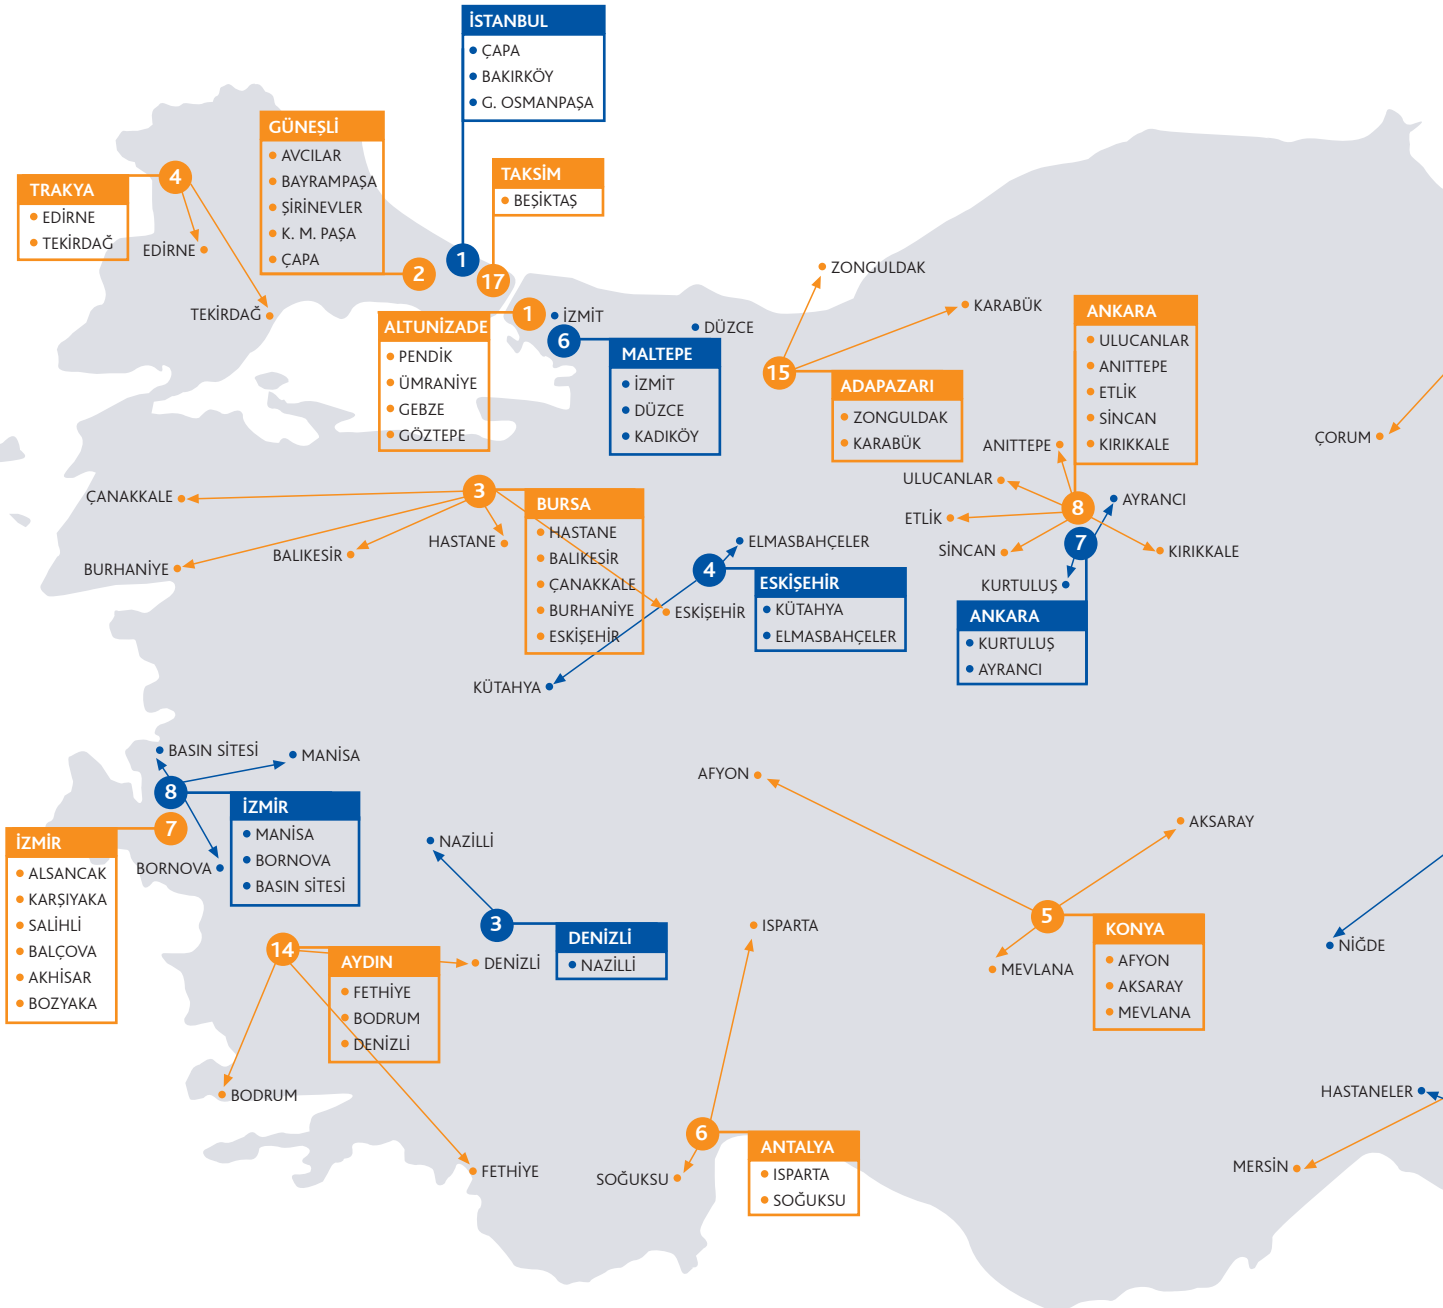 İSTANBUL
ÇAPA
BAKIRKÖY
G. OSMANPAŞA
GÜNEŞLİ
AVCILAR
BAYRAMPAŞA
ŞİRİNEVLER
K. M. PAŞA
ÇAPA
2
1
TAKSİM
BEŞİKTAŞ
17
TRAKYA
EDİRNE
TEKİRDAĞ
4
EDİRNE
TEKİRDAĞ
ALTUNİZADE
PENDİK
ÜMRANİYE
GEBZE
GÖZTEPE
1
İZMİT
6
DÜZCE
MALTEPE
İZMİT
DÜZCE
KADIKÖY
ZONGULDAK
KARABÜK
15
ADAPAZARI
ZONGULDAK
KARABÜK
ANKARA
ULUCANLAR
ANITTEPE
ETLİK
SİNCAN
KIRIKKALE
ÇORUM
ANITTEPE
ULUCANLAR
ETLİK
SİNCAN
8
AYRANCI
7
KIRIKKALE
KURTULUŞ
ANKARA
KURTULUŞ
AYRANCI
ÇANAKKALE
BURHANİYE
BALIKESİR
HASTANE
3
BURSA
HASTANE
BALIKESİR
ÇANAKKALE
BURHANİYE
ESKİŞEHİR
ELMASBAHÇELER
4
ESKİŞEHİR
ESKİŞEHİR
KÜTAHYA
ELMASBAHÇELER
KÜTAHYA
BASIN SİTESİ
MANİSA
8
İZMİR
MANİSA
BORNOVA
BASIN SİTESİ
7
BORNOVA
İZMİR
ALSANCAK
KARŞIYAKA
SALİHLİ
BALÇOVA
AKHİSAR
BOZYAKA
NAZİLLİ
3
DENİZLİ
NAZİLLİ
14
AYDIN
FETHİYE
BODRUM
DENİZLİ
DENİZLİ
BODRUM
FETHİYE
AFYON
AKSARAY
5
KONYA
AFYON
AKSARAY
MEVLANA
MEVLANA
NİĞDE
ISPARTA
6
ANTALYA
ISPARTA
SOĞUKSU
SOĞUKSU
HASTANELER
MERSİN